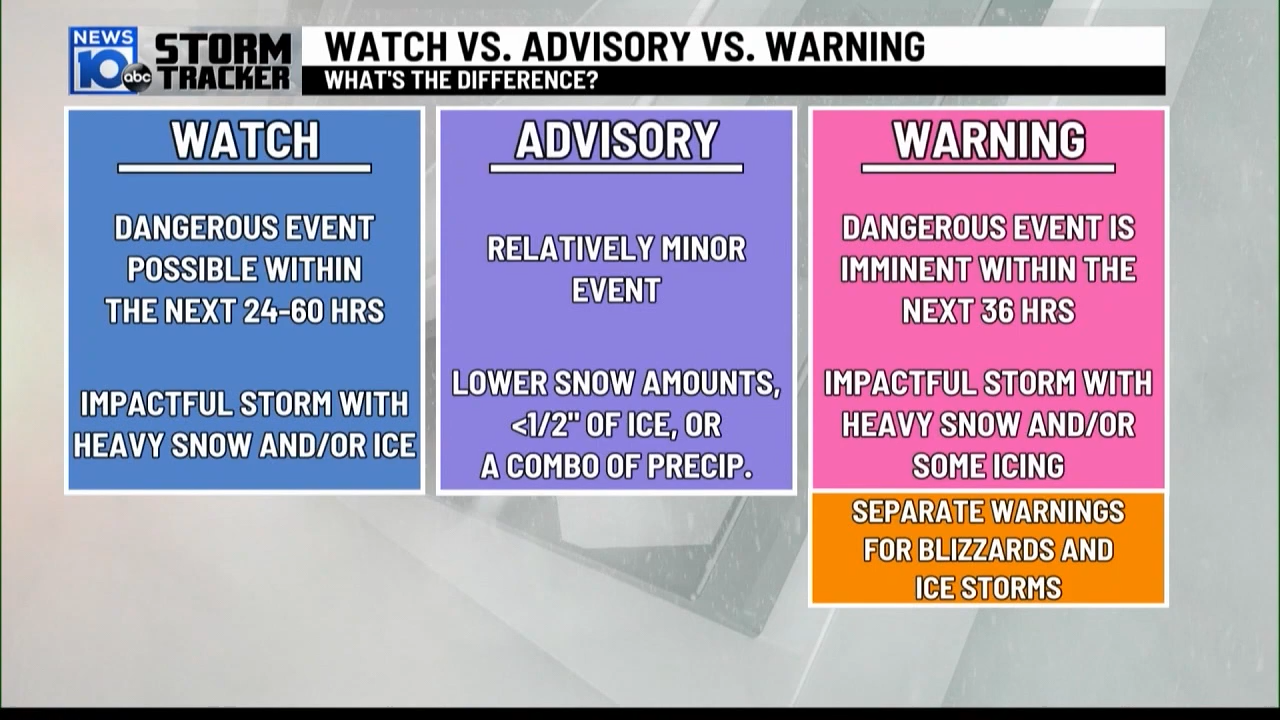 NEWS
10
abc
STORM
TRACKER
WATCH VS. ADVISORY VS. WARNING
WHAT'S THE DIFFERENCE?
WATCH
DANGEROUS EVENT
POSSIBLE WITHIN
THE NEXT 24-60 HRS
IMPACTFUL STORM WITH
HEAVY SNOW AND/OR ICE
ADVISORY
RELATIVELY MINOR
EVENT
LOWER SNOW AMOUNTS,
<1/2" OF ICE, OR
A COMBO OF PRECIP.
WARNING
DANGEROUS EVENT IS
IMMINENT WITHIN THE
NEXT 36 HRS
IMPACTFUL STORM WITH
HEAVY SNOW AND/OR
SOME ICING
SEPARATE WARNINGS
FOR BLIZZARDS AND
ICE STORMS